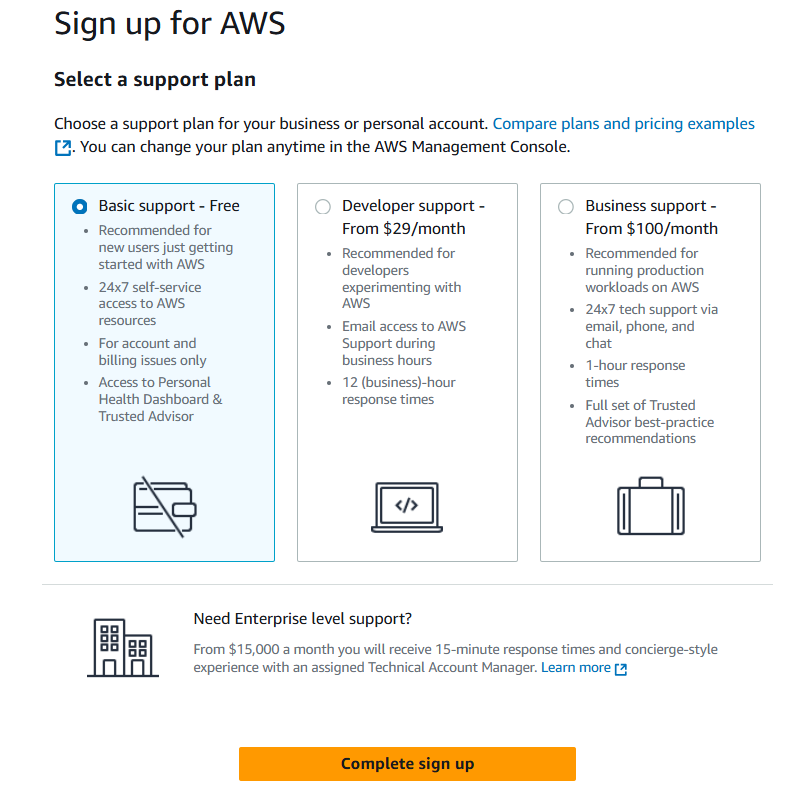 Sign up for AWS
Select a support plan
Choose a support plan for your business or personal account. Compare plans and pricing examples
. You can change your plan anytime in the AWS Management Console.
Basic support - Free
• Recommended for
new users just getting
started with AWS
• 24x7 self-service
access to AWS
resources
• For account and
billing issues only
• Access to Personal
Health Dashboard &
Trusted Advisor
Developer support -
From $29/month
• Recommended for
developers
experimenting with
AWS
• Email access to AWS
Support during
business hours
• 12 (business)-hour
response times
</>
Business support -
From $100/month
• Recommended for
running production
workloads on AWS
• 24x7 tech support via
email, phone, and
chat
• 1-hour response
times
• Full set of Trusted
Advisor best-practice
recommendations
Need Enterprise level support?
From $15,000 a month you will receive 15-minute response times and concierge-style
experience with an assigned Technical Account Manager. Learn more
Complete sign up